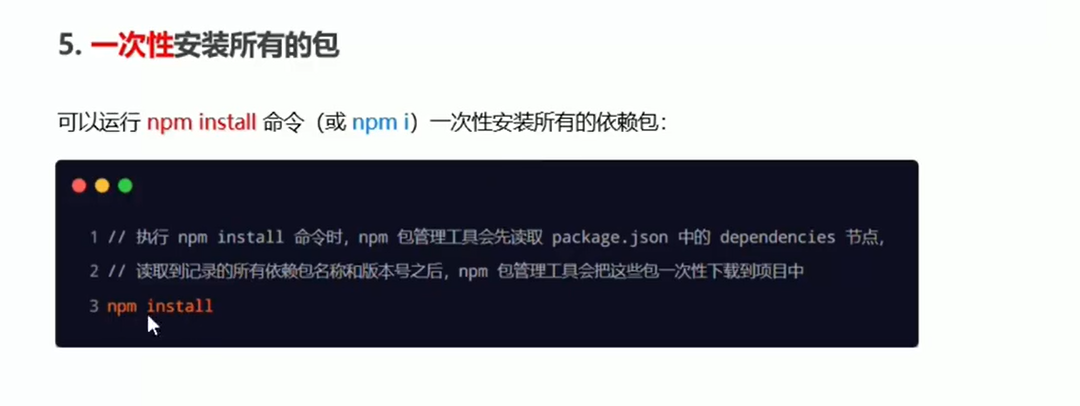 5. 一次性安装所有的包
可以运行 npm install 命令（或 npm i）一次性安装所有的依赖包：
1 // 执行 npm install 命令时，npm 包管理工具会先读取 package.json 中的 dependencies 节点，
2 // 读取到记录的所有依赖包名称和版本号之后，npm 包管理工具会把这些包一次性下载到项目中
3 npm install